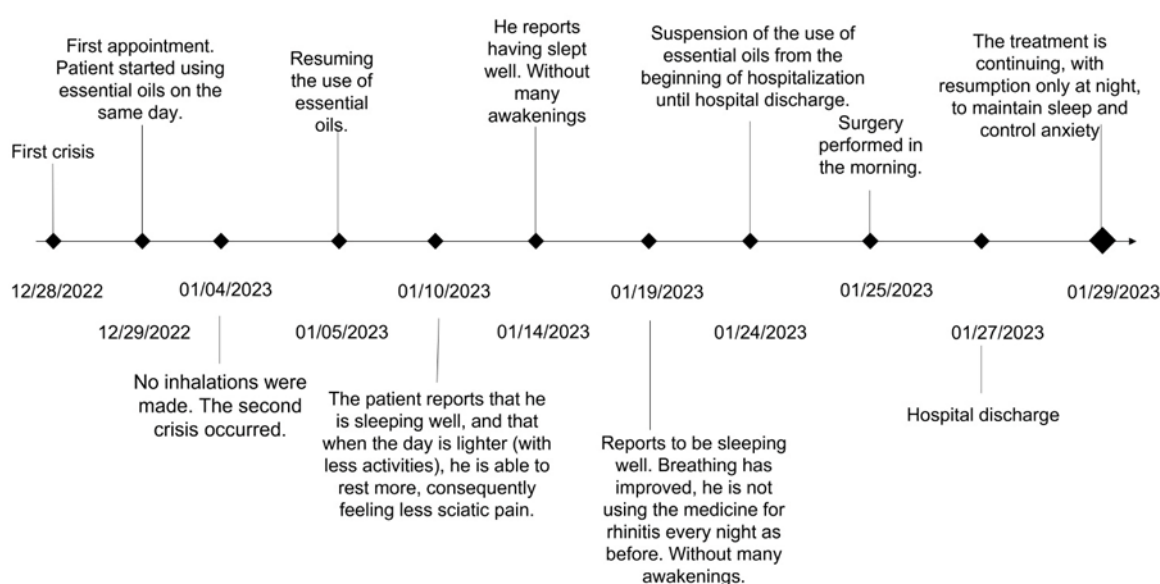 First crisis
First appointment.
Patient started using
essential oils on the
same day.
Resuming
the use of
essential
oils.
He reports
having slept
well. Without
many
awakenings
Suspension of the use of
essential oils from the
beginning of hospitalization
until hospital discharge.
Surgery
performed in
the morning.
The treatment is
continuing, with
resumption only at night,
to maintain sleep and
control anxiety
12/28/2022
12/29/2022
01/04/2023
01/05/2023
01/10/2023
01/14/2023
01/19/2023
01/24/2023
01/25/2023
01/27/2023
01/29/2023
No inhalations were
made. The second
crisis occurred.
The patient reports that he
is sleeping well, and that
when the day is lighter (with
less activities), he is able to
rest more, consequently
feeling less sciatic pain.
Reports to be sleeping
well. Breathing has
improved, he is not
using the medicine for
rhinitis every night as
before. Without many
awakenings.
Hospital discharge